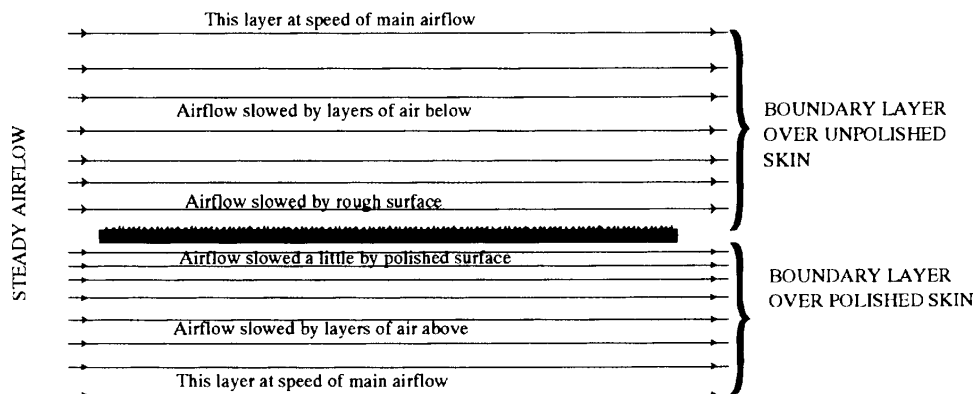 This layer at speed of main airflow
Airflow slowed by layers of air below
Airflow slowed by rough surface
BOUNDARY LAYER
OVER UNPOLISHED
SKIN
STEADY AIRFLOW
Airflow slowed a little by polished surface
Airflow slowed by layers of air above
This layer at speed of main airflow
BOUNDARY LAYER
OVER POLISHED SKIN